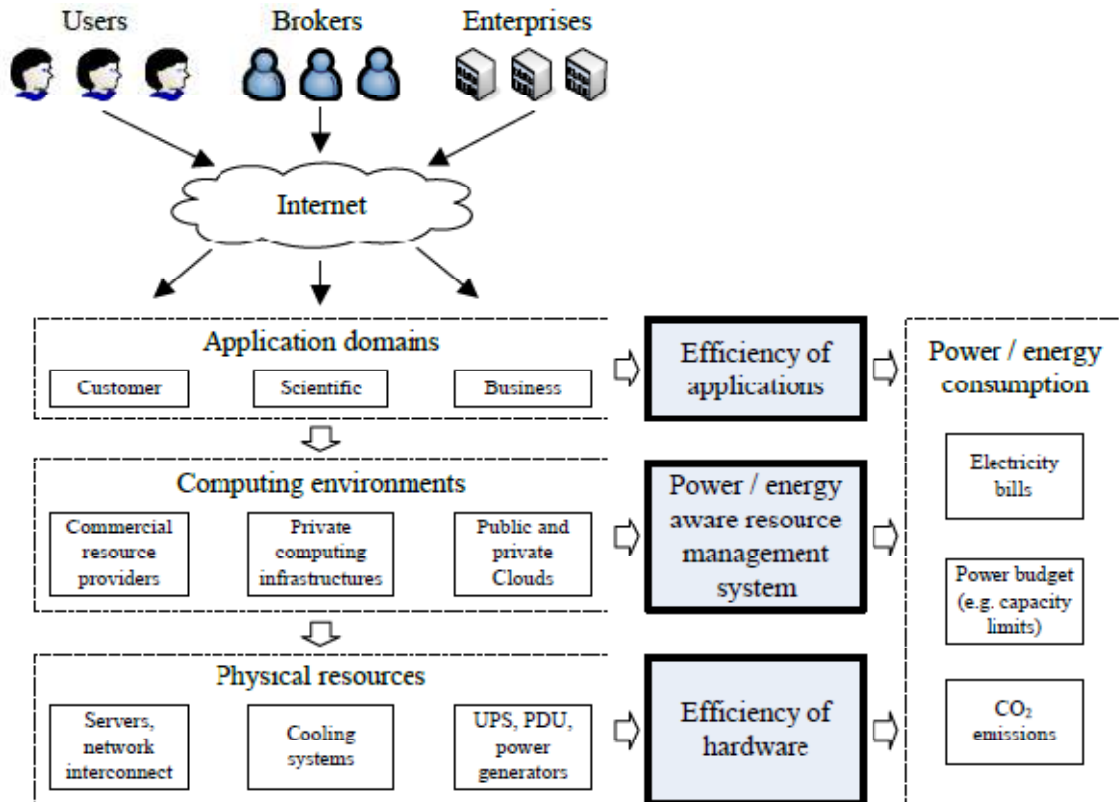 Users
Brokers
Enterprises
Internet
Application domains
Customer
Scientific
Business
Efficiency of
applications
Power / energy
consumption
Electricity
bills
Power budget
(e.g. capacity
limits)
CO₂
emissions
Computing environments
Commercial
resource
providers
Private
computing
infrastructures
Public and
private
Clouds
Power / energy
aware resource
management
system
Physical resources
Servers,
network
interconnect
Cooling
systems
UPS, PDU,
power
generators
Efficiency of
hardware